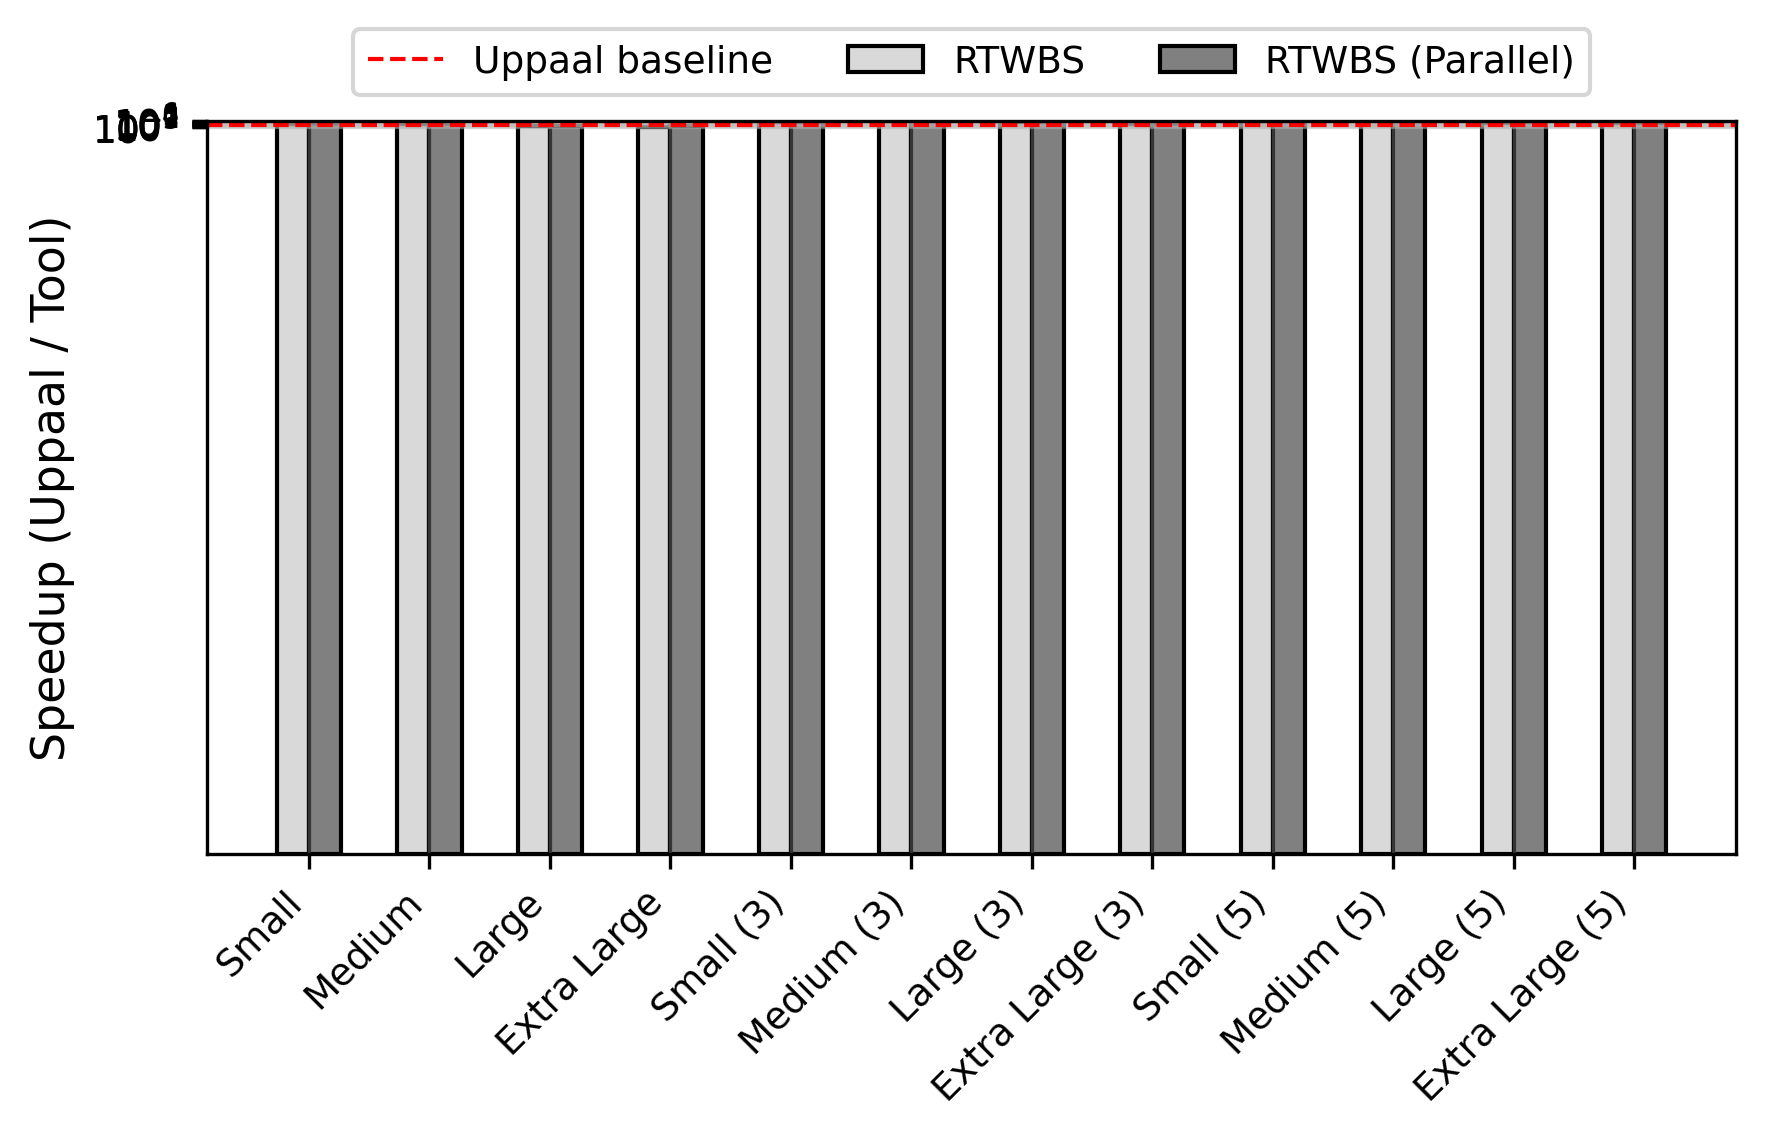 Uppaal baseline RTWBS RTWBS (Parallel)
Speedup (Uppaal / Tool)
Small
Medium
Large
Extra Large
Small (3)
Medium (3)
Large (3)
Extra Large (3)
Small (5)
Medium (5)
Large (5)
Extra Large (5)